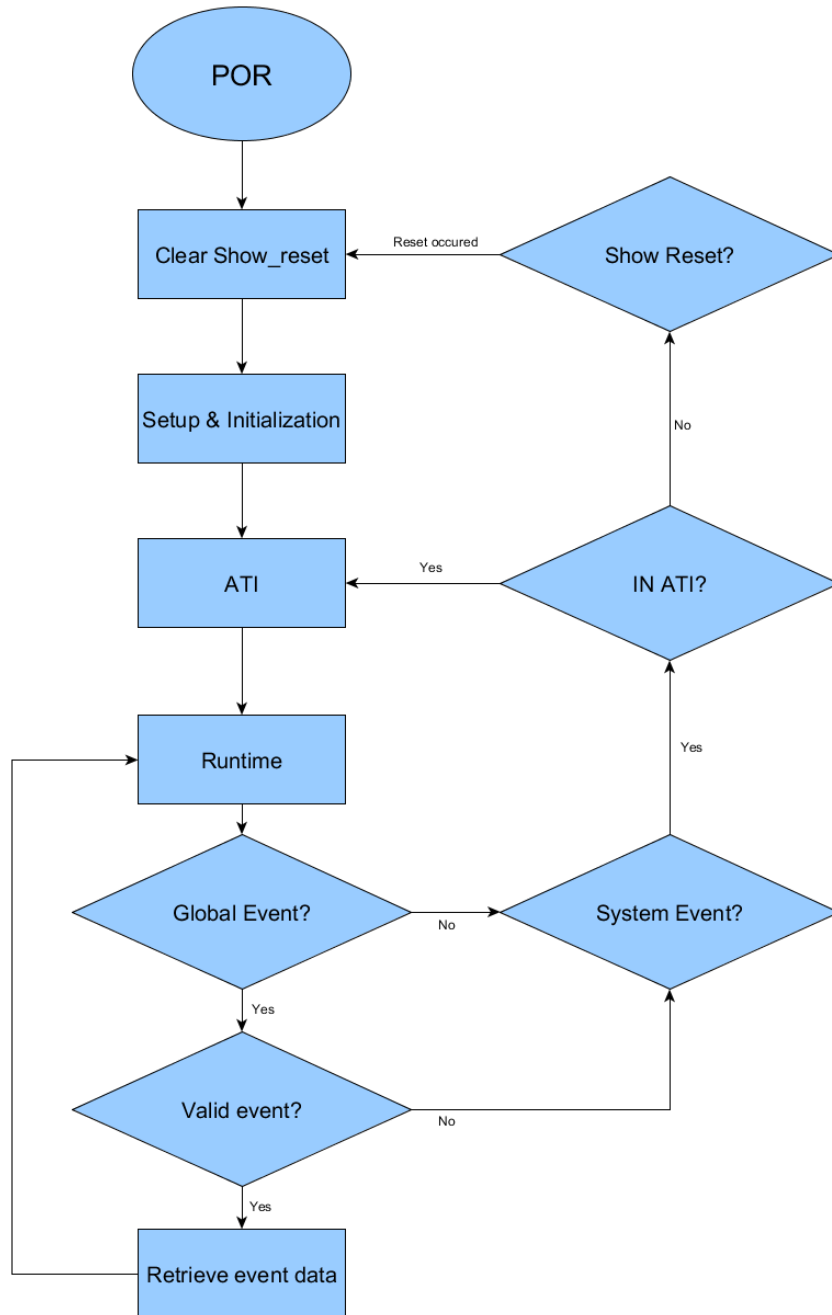 POR
Clear Show_reset
Reset occured
Show Reset?
Setup & Initialization
No
ATI
Yes
IN ATI?
Runtime
Yes
Global Event?
No
System Event?
Yes
Valid event?
No
Yes
Retrieve event data